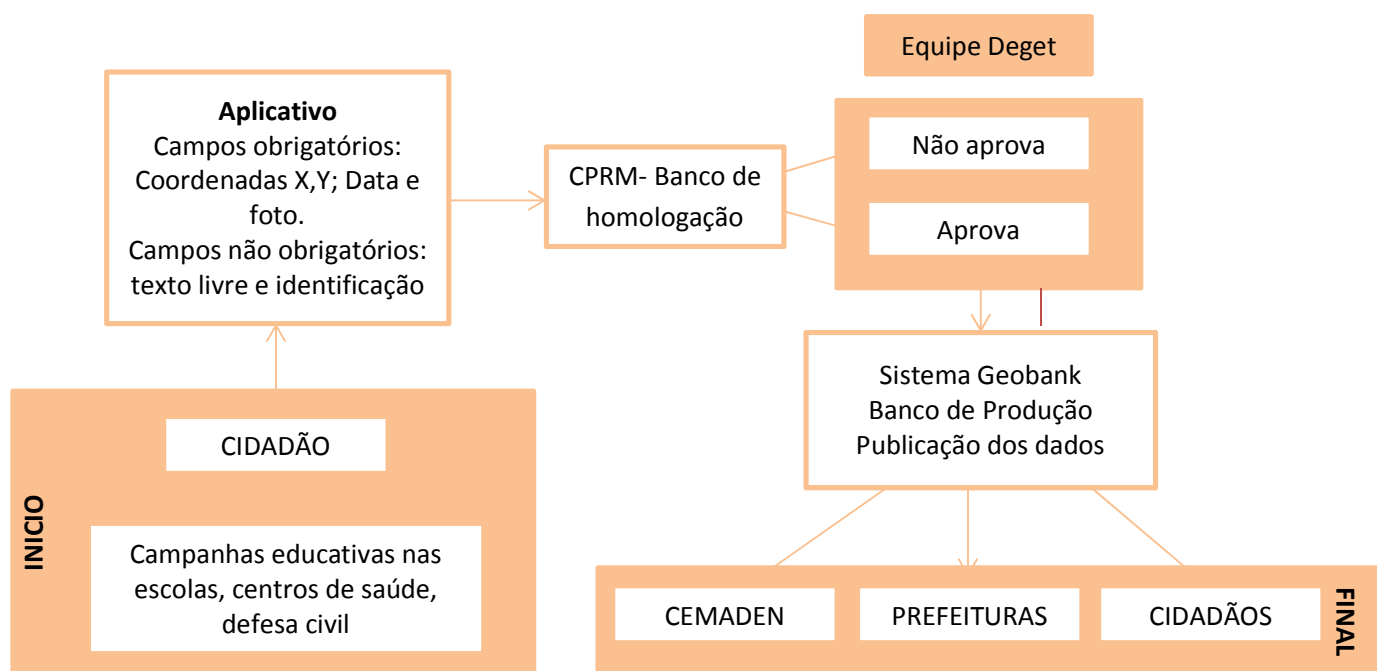 Equipe Deget
Aplicativo
Campos obrigatórios:
Coordenadas X,Y; Data e
foto.
Campos não obrigatórios:
texto livre e identificação
CPRM- Banco de
homologação
Não aprova
Aprova
Sistema Geobank
Banco de Produção
Publicação dos dados
INICIO
CIDADÃO
Campanhas educativas nas
escolas, centros de saúde,
defesa civil
CEMADEN
PREFEITURAS
CIDADÃOS
FINAL